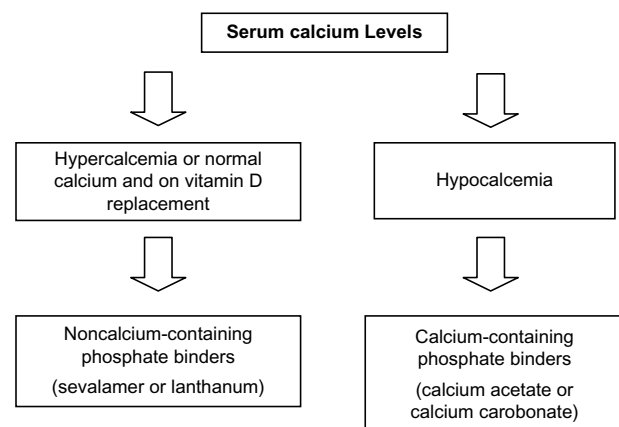 Serum calcium Levels
Hypercalcemia or normal
calcium and on vitamin D
replacement
Hypocalcemia
Noncalcium-containing
phosphate binders
(sevalamer or lanthanum)
Calcium-containing
phosphate binders
(calcium acetate or
calcium carobonate)